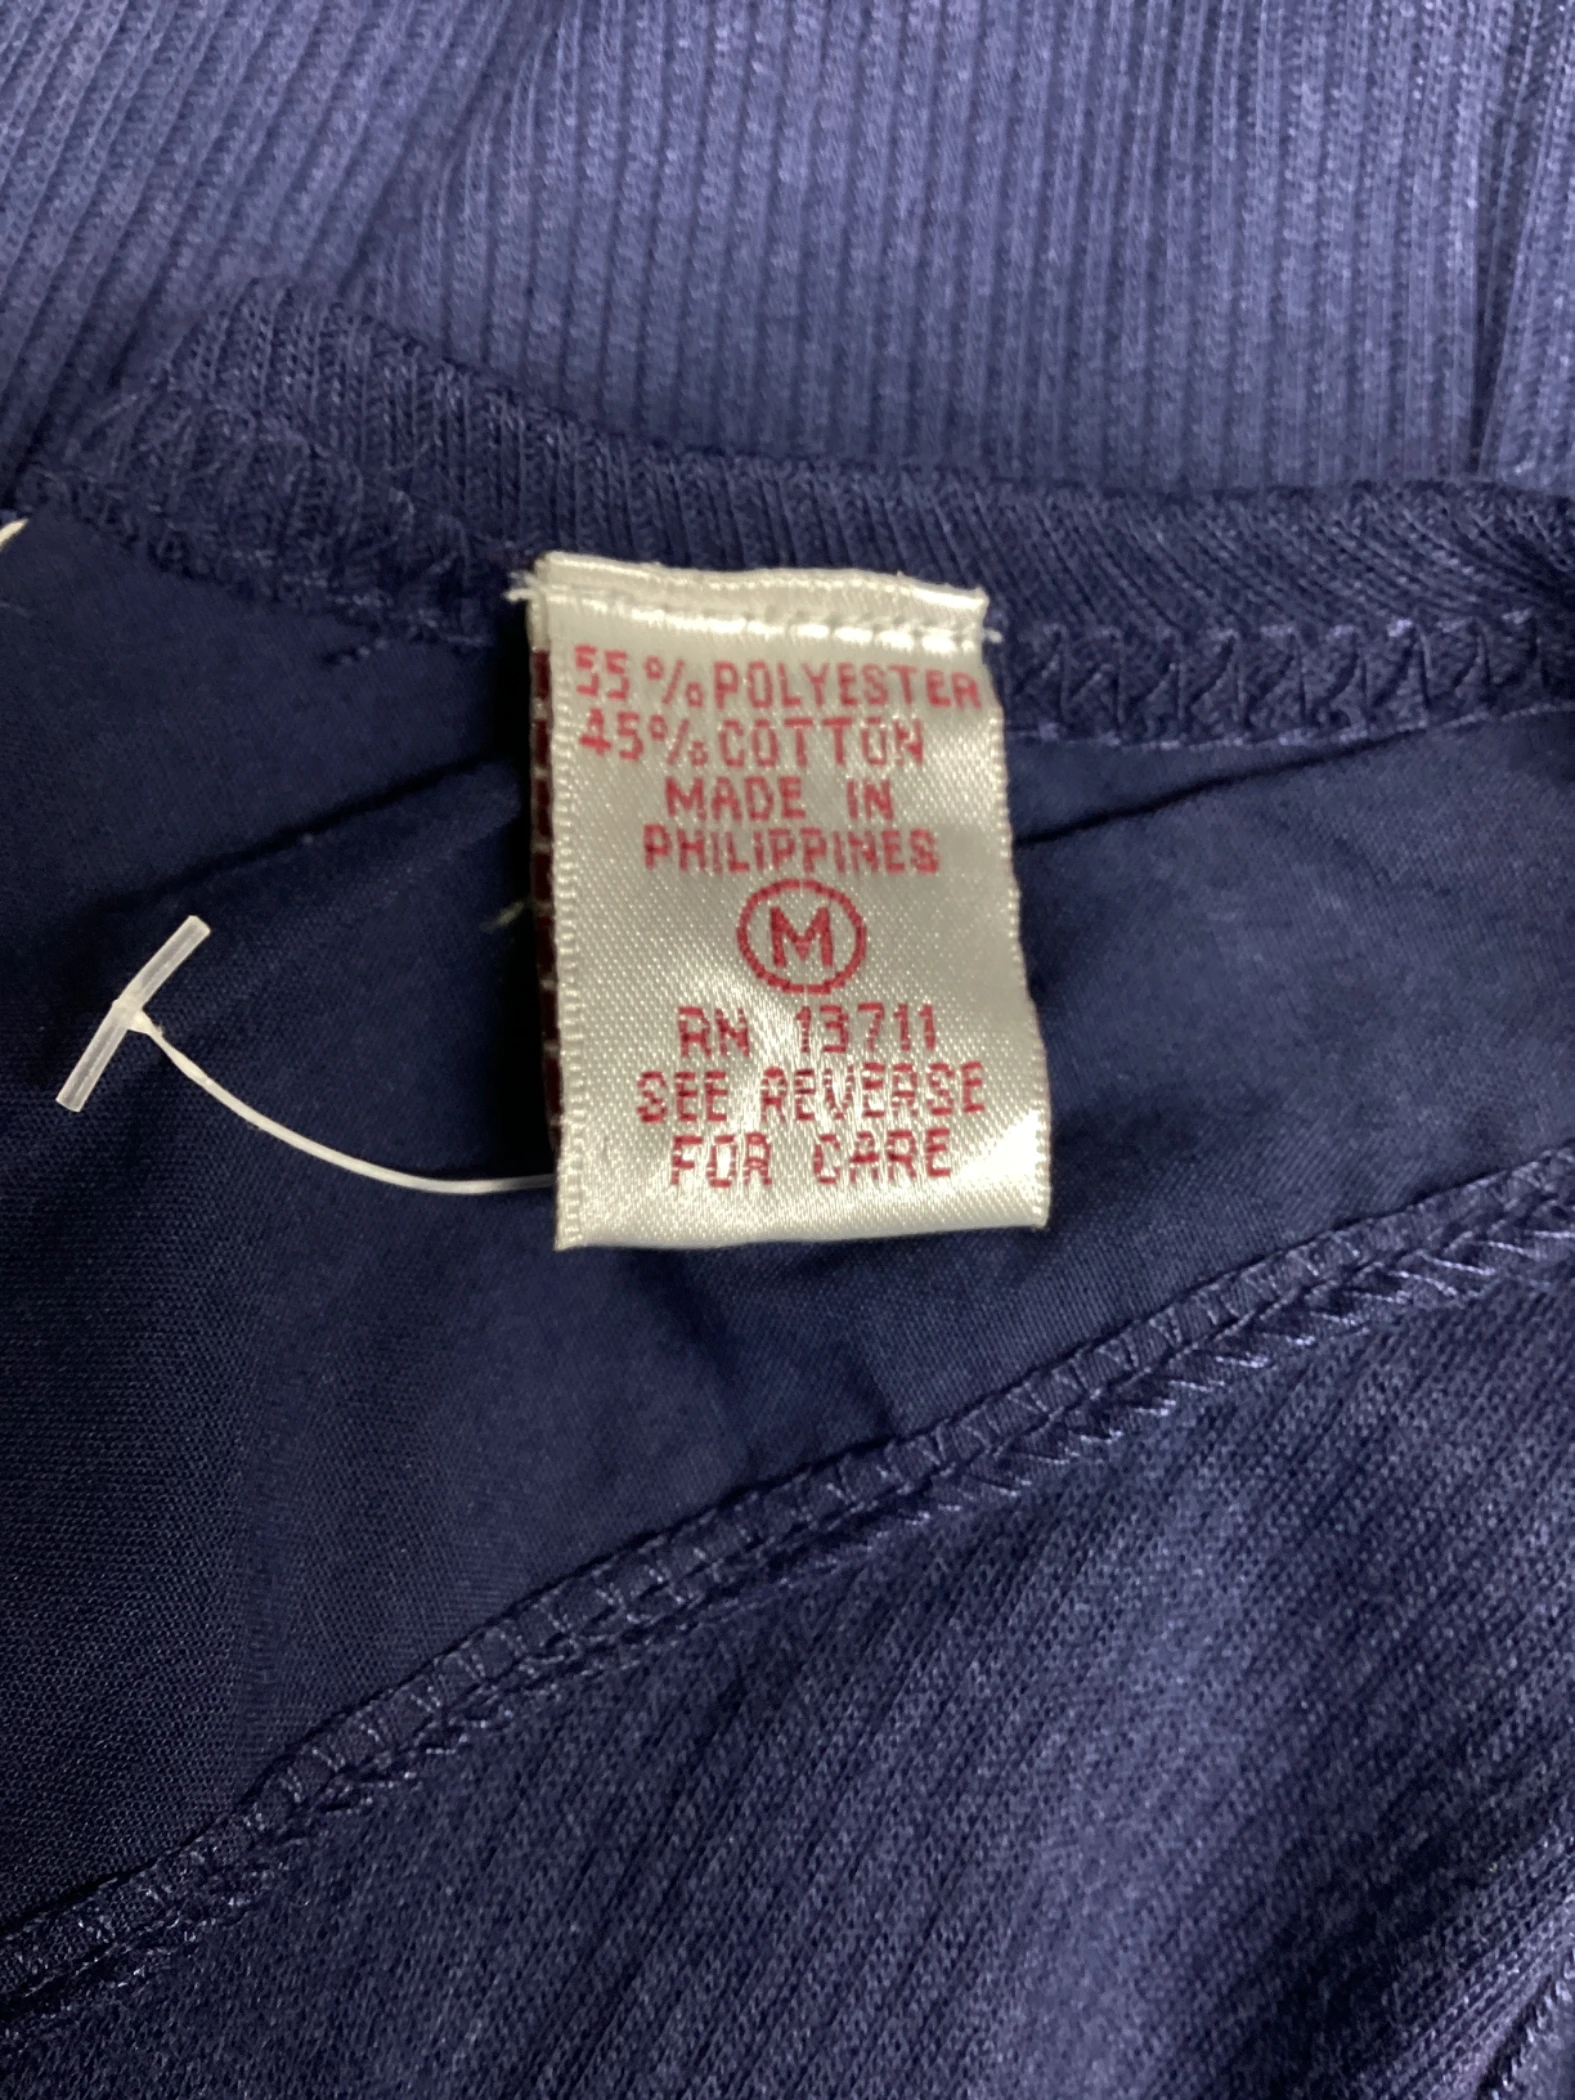 55% POLYESTER
45% COTTON
MADE IN
PHILIPPINES
M
RN 13711
SEE REVERSE
FOR CARE